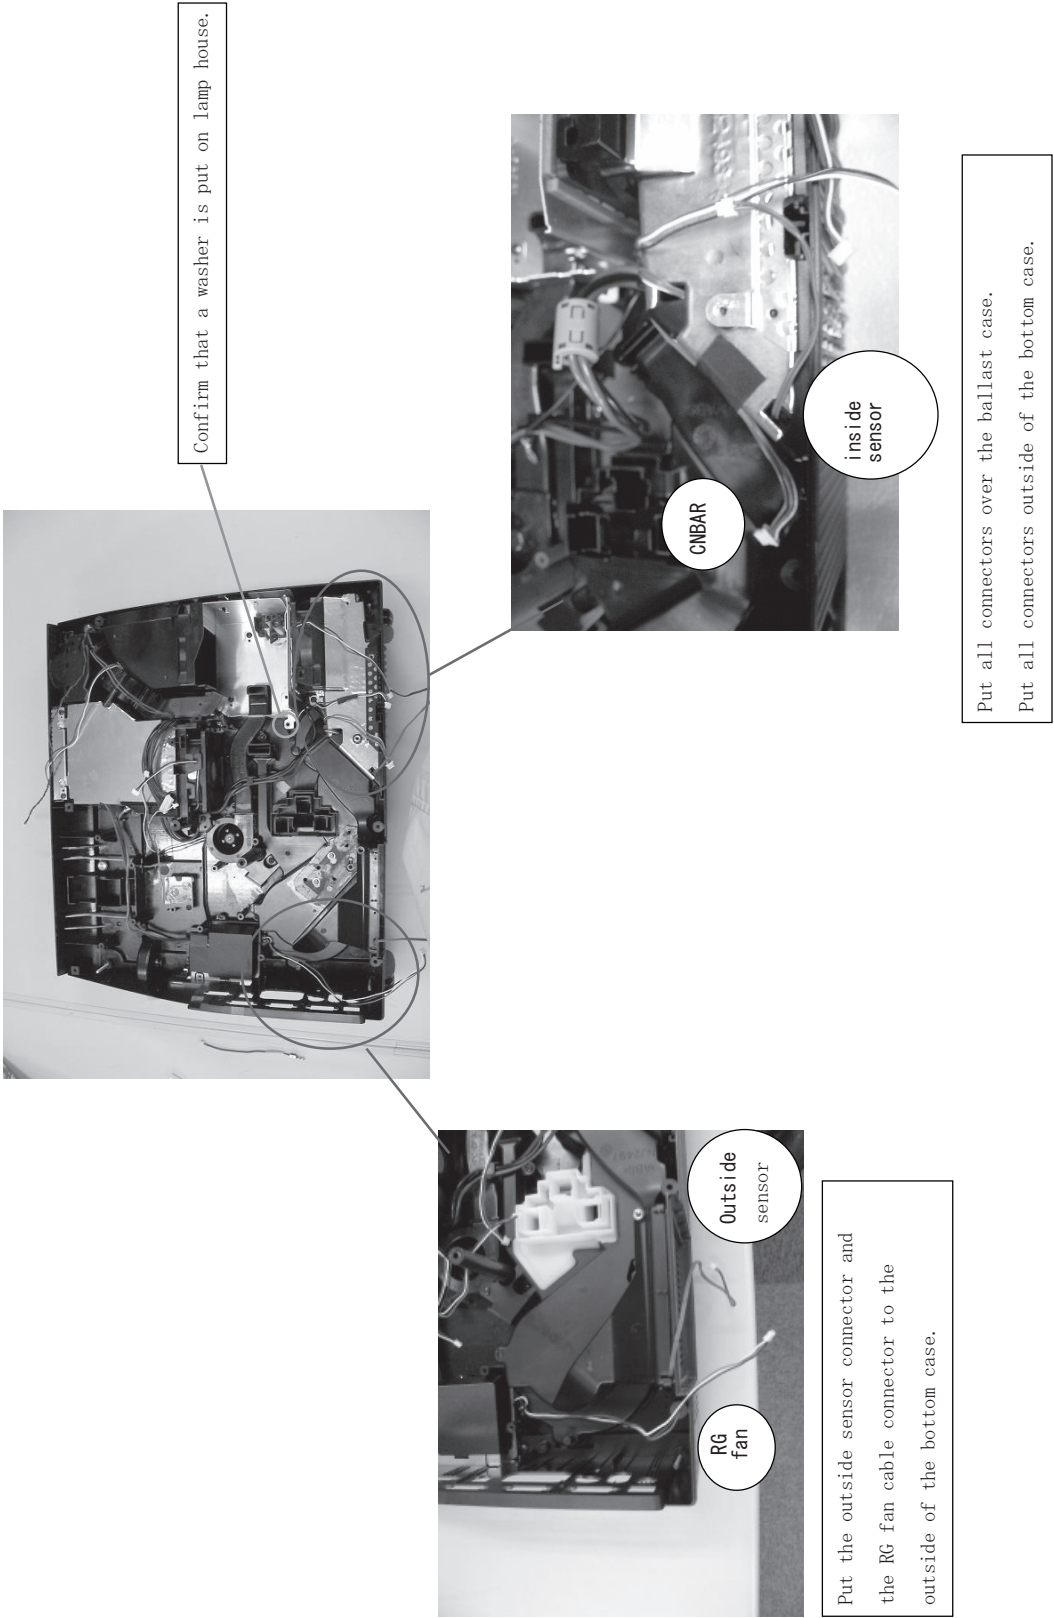 Confirm that a washer is put on lamp house.
CNBAR
inside
sensor
Put all connectors over the ballast case.
Put all connectors outside of the bottom case.
RG
fan
Outside
sensor
Put the outside sensor connector and
the RG fan cable connector to the
outside of the bottom case.